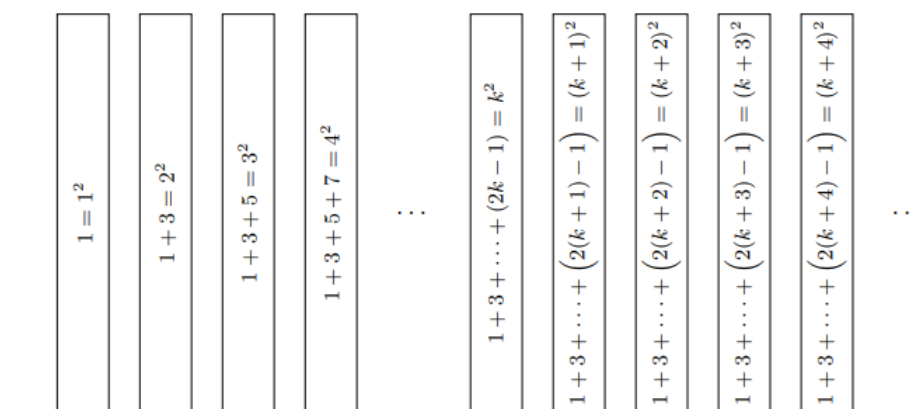 1 = 1²
1 + 3 = 2²
1 + 3 + 5 = 3²
1 + 3 + 5 + 7 = 4²
⋯
1 + 3 + ⋯ + (2k − 1) = k²
1 + 3 + ⋯ + (2(k + 1) − 1) = (k + 1)²
1 + 3 + ⋯ + (2(k + 2) − 1) = (k + 2)²
1 + 3 + ⋯ + (2(k + 3) − 1) = (k + 3)²
1 + 3 + ⋯ + (2(k + 4) − 1) = (k + 4)²
⋯